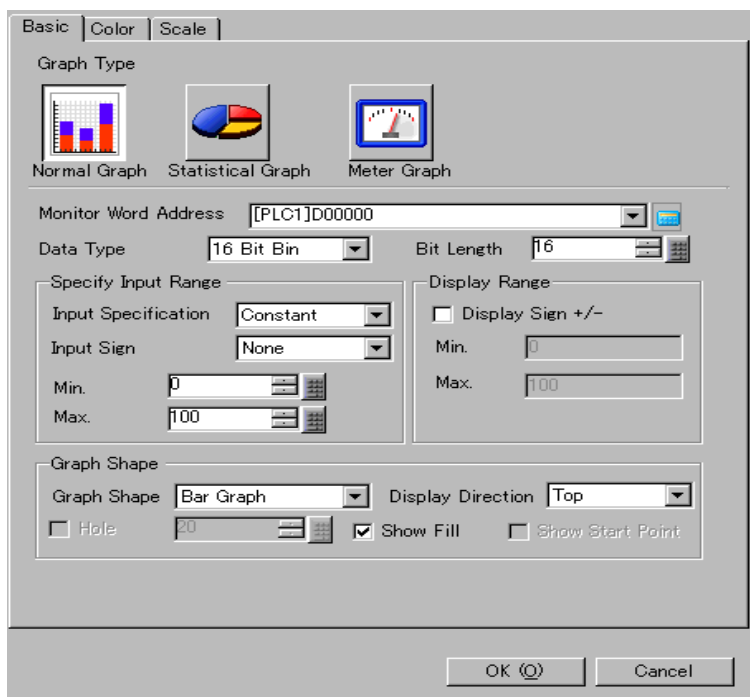 Basic Color Scale
Graph Type
Normal Graph Statistical Graph Meter Graph
Monitor Word Address [PLC1]D00000
Data Type 16 Bit Bin Bit Length 16
Specify Input Range Display Range
Input Specification Constant Display Sign +/-
Input Sign None Min. 0
Min. 0 Max. 100
Max. 100
Graph Shape
Graph Shape Bar Graph Display Direction Top
Hole 20 Show Fill Show Start Point
OK (O) Cancel